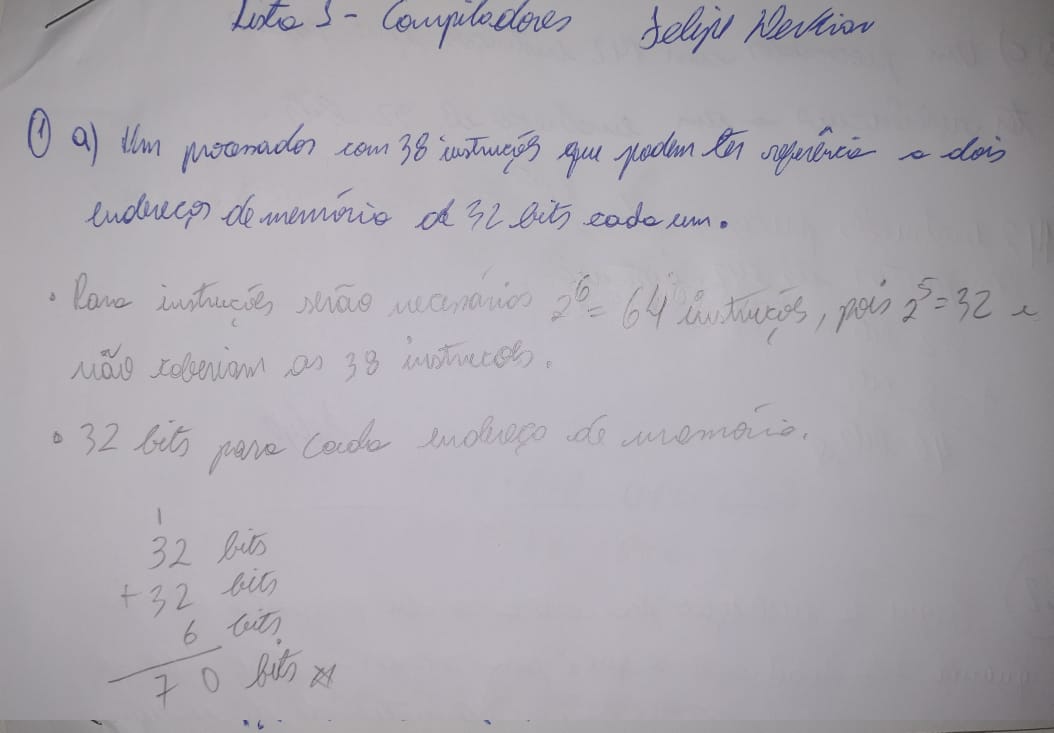 Lista 1 - Compiladores Felipe
① a) Um processador com 38 instruções que podem ter referência a dois
endereços de memória de 32 bits cada um.
• Para instruções serão necessários 2^6 = 64 instruções, pois 2^5 = 32 e
não caberiam as 38 instruções.
• 32 bits para cada endereço de memória.
1
32 bits
+ 32 bits
6 bits
70 bits